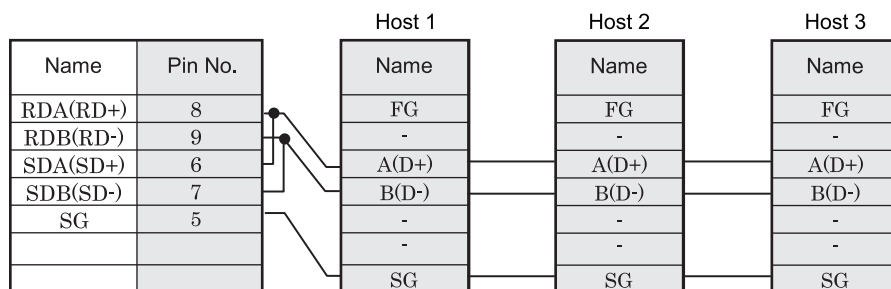 Host 1 Host 2 Host 3
Name Pin No. Name Name Name
RDA(RD+) 8 FG FG FG
RDB(RD-) 9 - - -
SDA(SD+) 6 A(D+) A(D+) A(D+)
SDB(SD-) 7 B(D-) B(D-) B(D-)
SG 5 - - -
- - -
SG SG SG